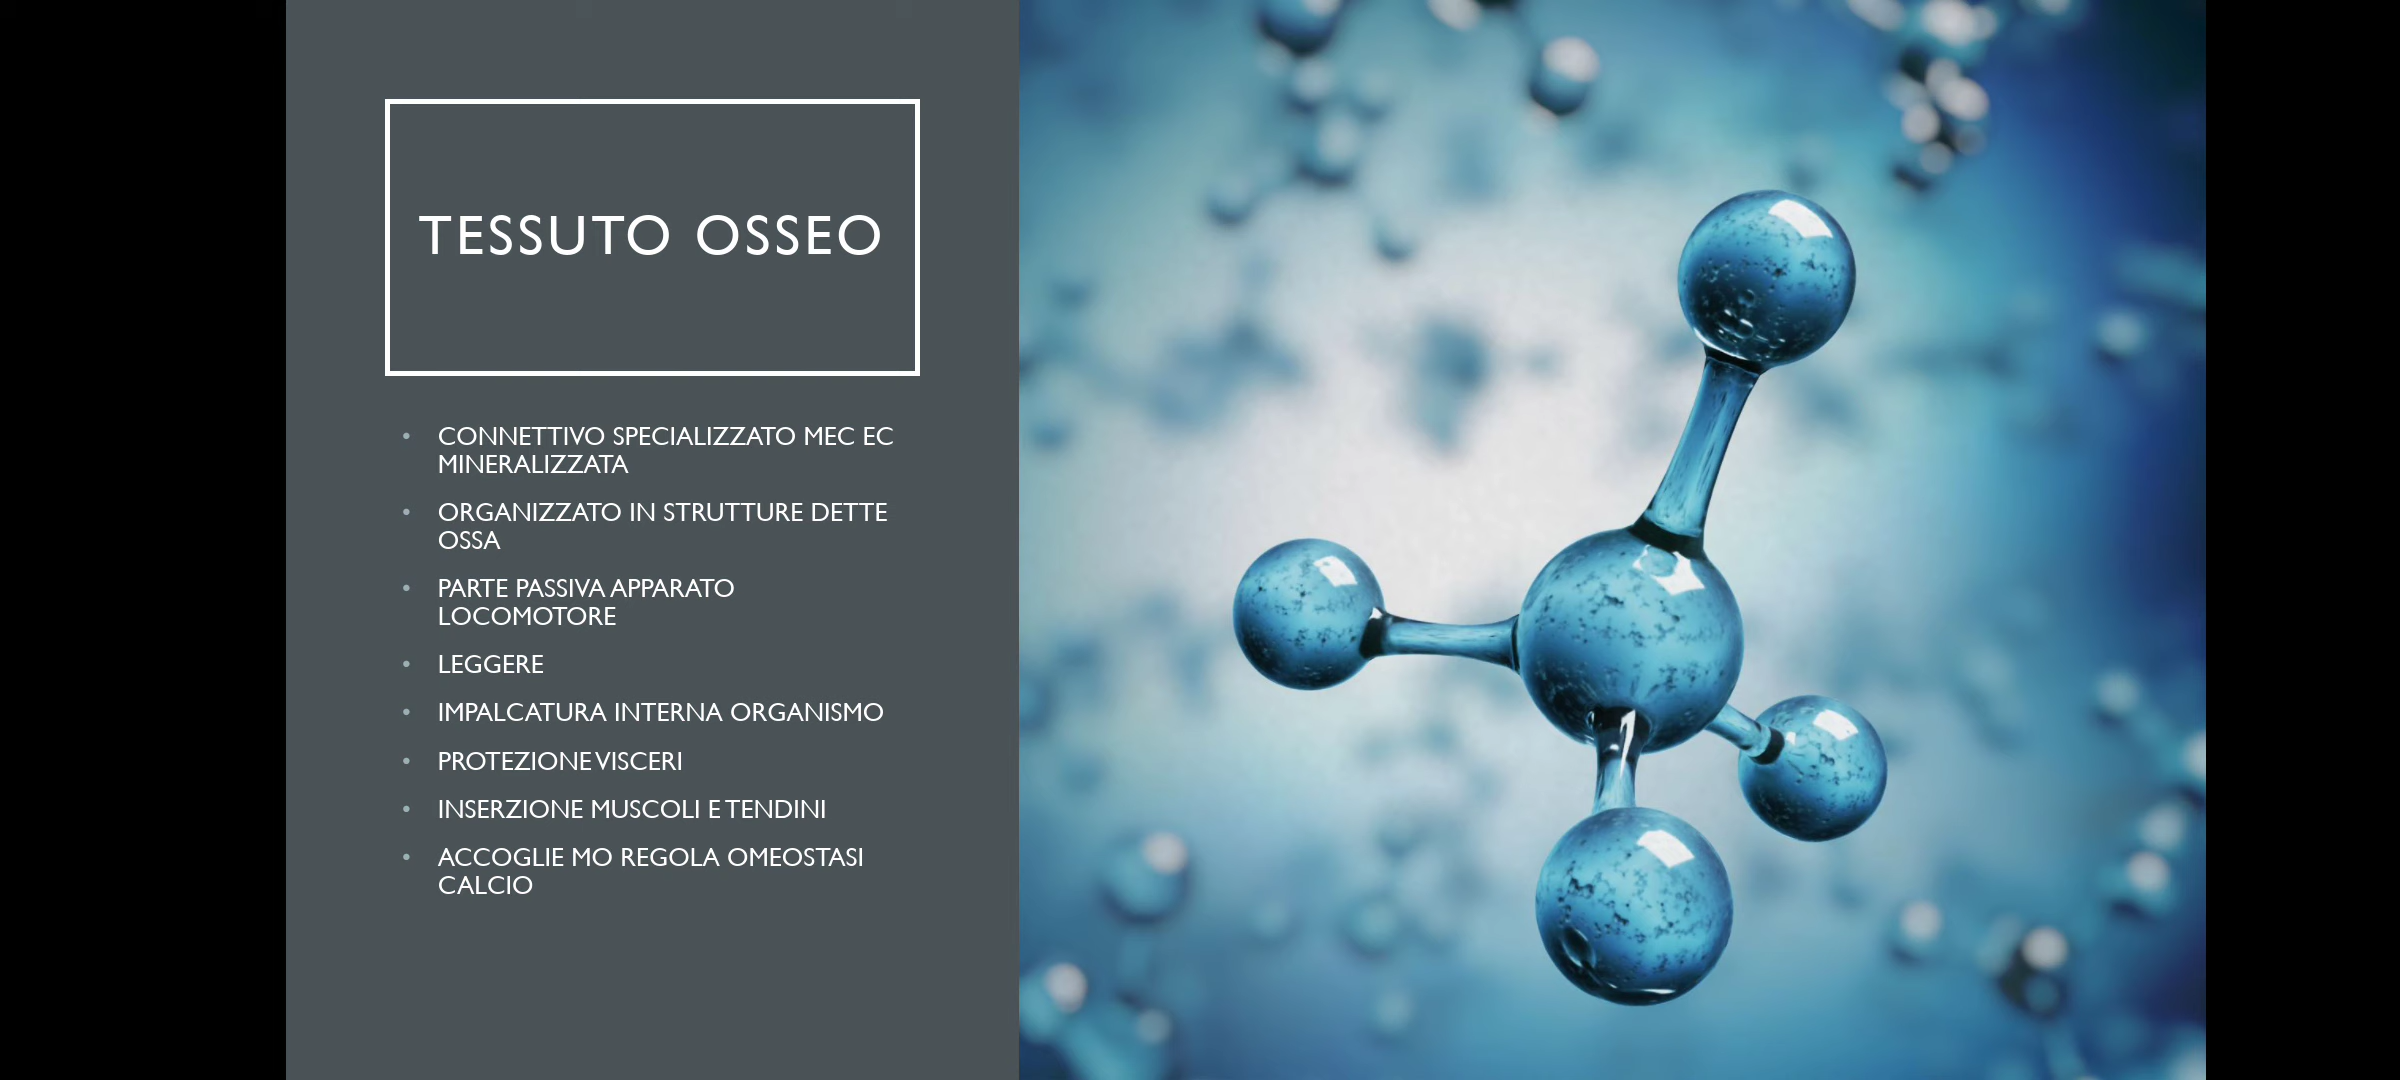 TESSUTO OSSEO
• CONNETTIVO SPECIALIZZATO MEC EC
MINERALIZZATA
• ORGANIZZATO IN STRUTTURE DETTE
OSSA
• PARTE PASSIVA APPARATO
LOCOMOTORE
• LEGGERE
• IMPALCATURA INTERNA ORGANISMO
• PROTEZIONE VISCERI
• INSERZIONE MUSCOLI E TENDINI
• ACCOGLIE MO REGOLA OMEOSTASI
CALCIO